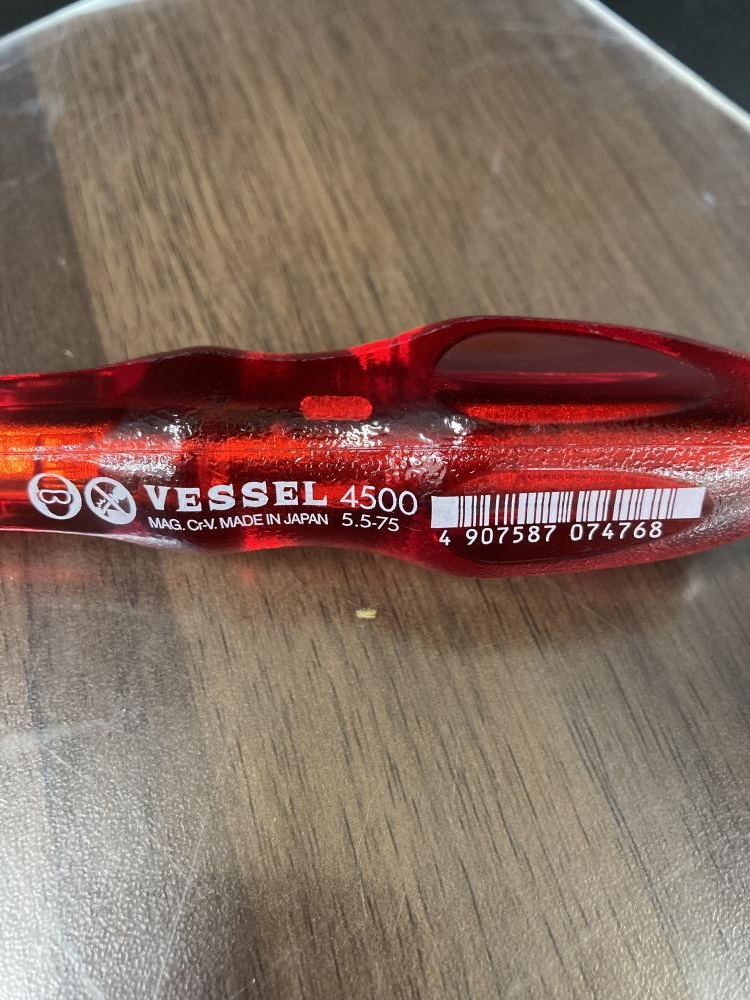 VESSEL 4500
MAG. Cr-V. MADE IN JAPAN 5.5-75
4 907587 074768